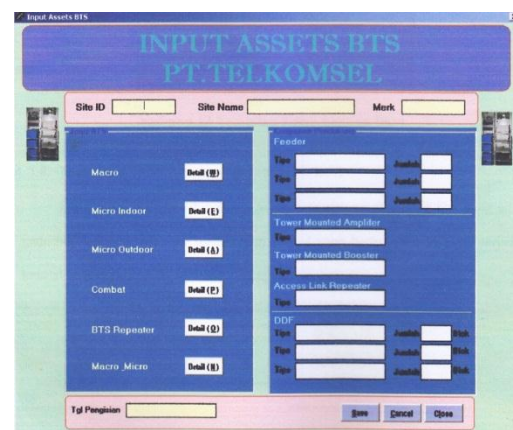 Input Assets BTS
INPUT ASSETS BTS
PT.TELKOMSEL
Site ID Site Name Merk
Macro Detail (W)
Micro Indoor Detail (E)
Micro Outdoor Detail (A)
Combat Detail (P)
BTS Repeater Detail (O)
Macro_Micro Detail (N)
Feeder
Tipe Jumlah
Tipe Jumlah
Tipe Jumlah
Tower Mounted Amplifer
Tipe
Tower Mounted Booster
Tipe
Access Link Repeater
Tipe
DDF
Tipe Jumlah Blok
Tipe Jumlah Blok
Tipe Jumlah Blok
Tgl Pengisian Save Cancel Close